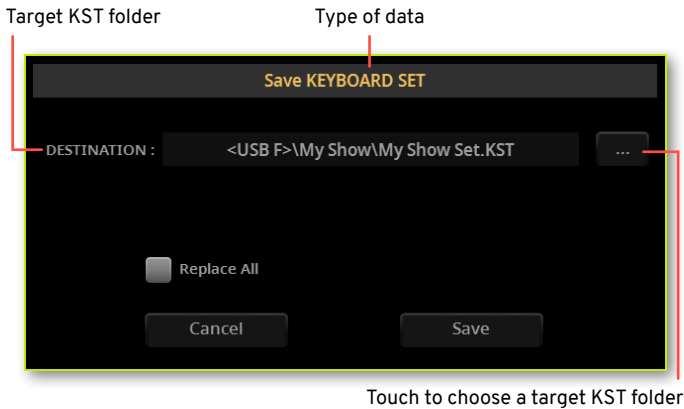 Target KST folder
Type of data
Save KEYBOARD SET
DESTINATION :
<USB F>\My Show\My Show Set.KST
...
Replace All
Cancel
Save
Touch to choose a target KST folder